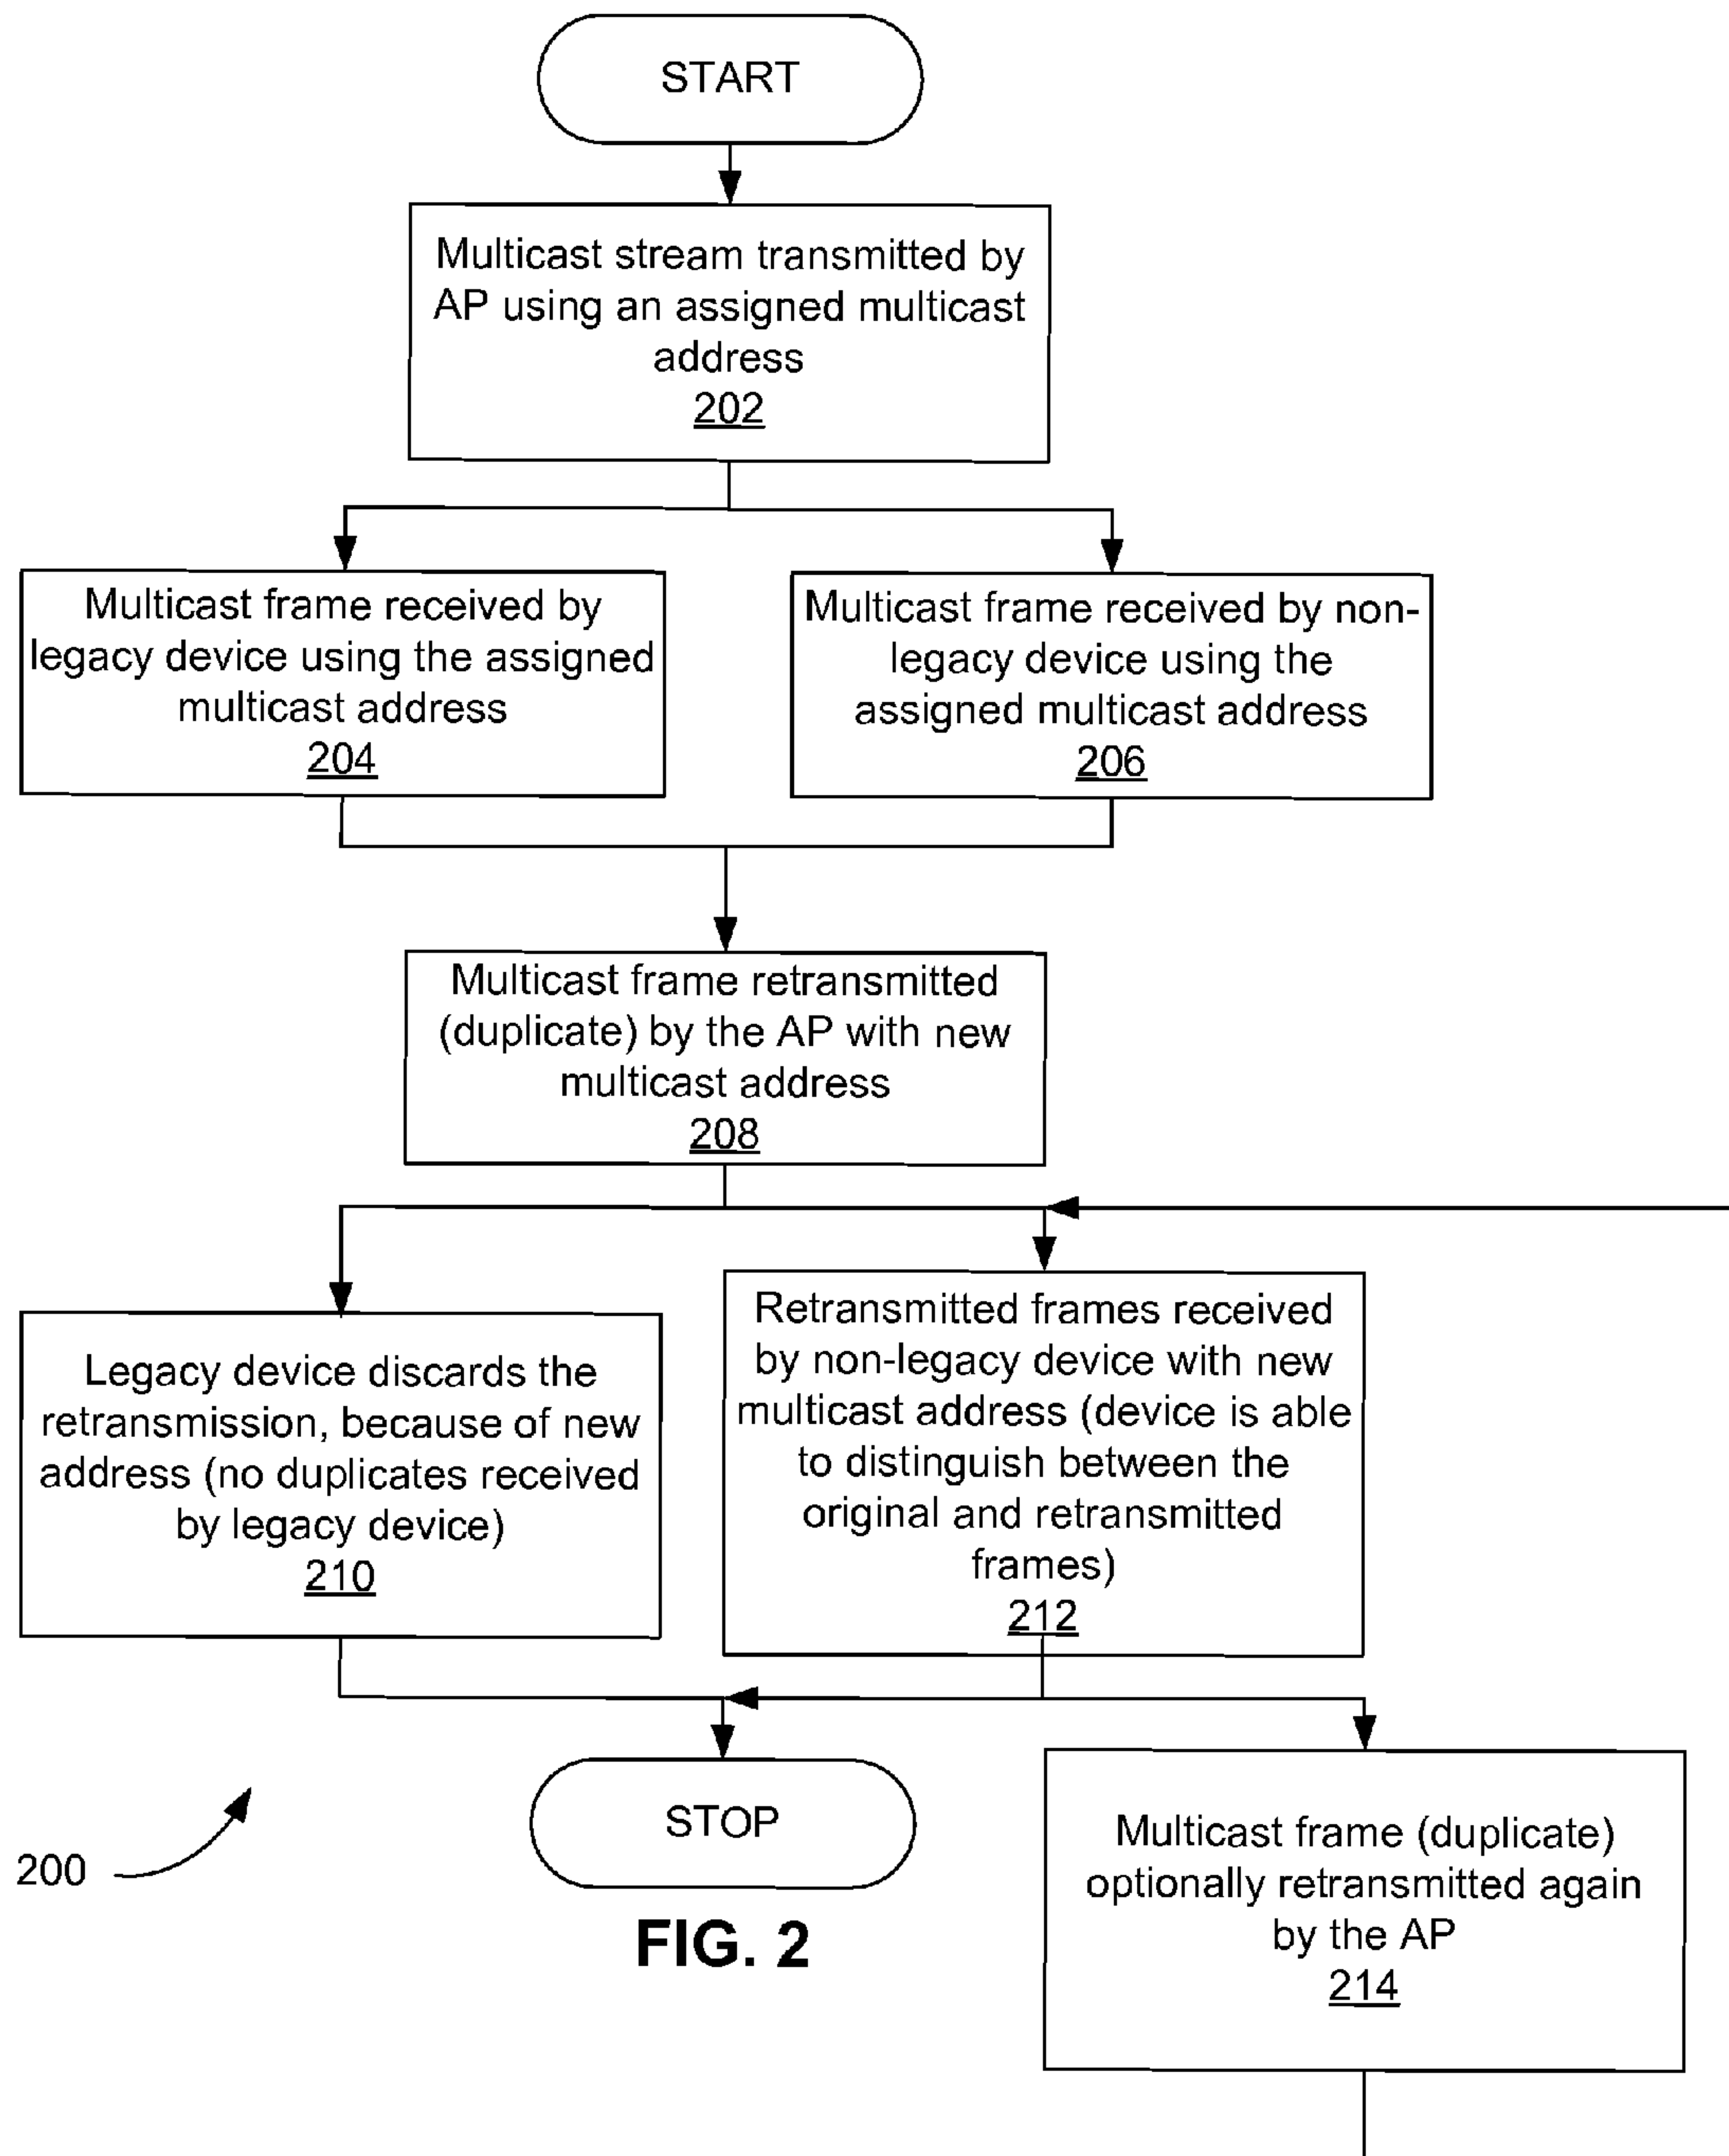 START
Multicast stream transmitted by
AP using an assigned multicast
address
202
Multicast frame received by
legacy device using the assigned
multicast address
204
Multicast frame received by non-
legacy device using the
assigned multicast address
206
Multicast frame retransmitted
(duplicate) by the AP with new
multicast address
208
Legacy device discards the
retransmission, because of new
address (no duplicates received
by legacy device)
210
Retransmitted frames received
by non-legacy device with new
multicast address (device is able
to distinguish between the
original and retransmitted
frames)
212
STOP
Multicast frame (duplicate)
optionally retransmitted again
by the AP
214
200
FIG. 2